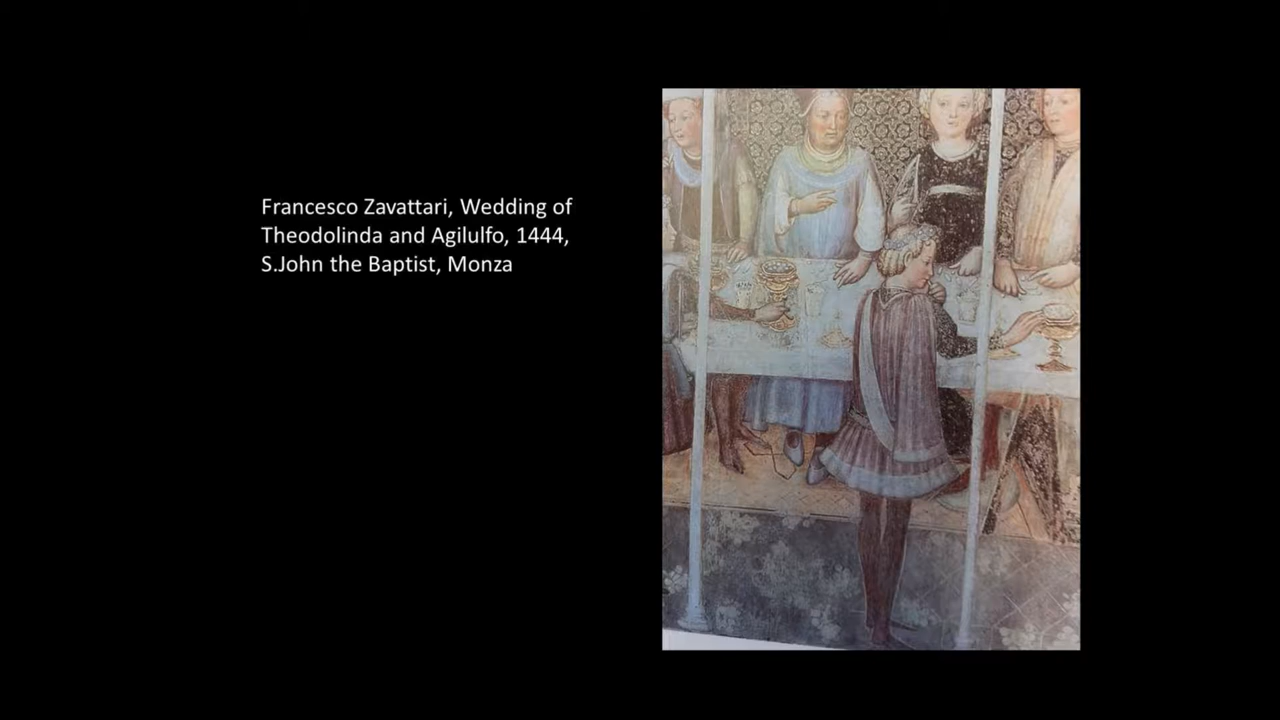 Francesco Zavattari, Wedding of
Theodolinda and Agilulfo, 1444,
S.John the Baptist, Monza